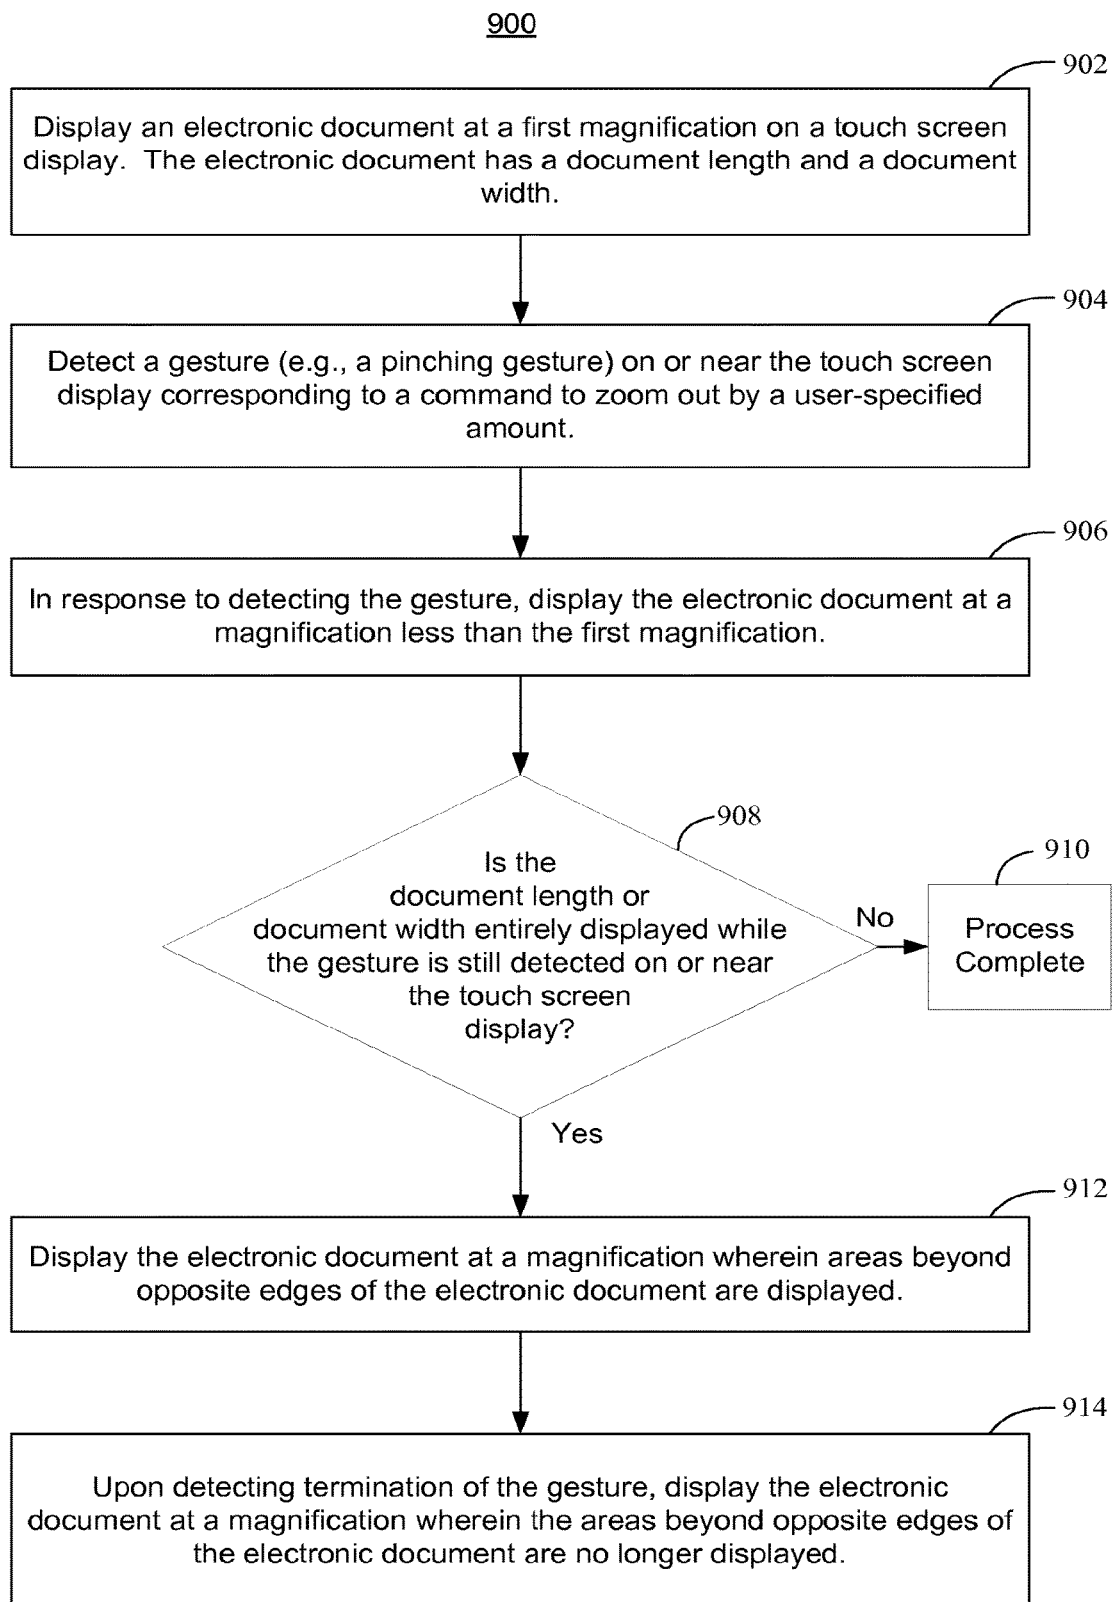 900
902
Display an electronic document at a first magnification on a touch screen
display. The electronic document has a document length and a document
width.
904
Detect a gesture (e.g., a pinching gesture) on or near the touch screen
display corresponding to a command to zoom out by a user-specified
amount.
906
In response to detecting the gesture, display the electronic document at a
magnification less than the first magnification.
908
Is the
document length or
document width entirely displayed while
the gesture is still detected on or near
the touch screen
display?
No
910
Process
Complete
Yes
912
Display the electronic document at a magnification wherein areas beyond
opposite edges of the electronic document are displayed.
914
Upon detecting termination of the gesture, display the electronic
document at a magnification wherein the areas beyond opposite edges of
the electronic document are no longer displayed.